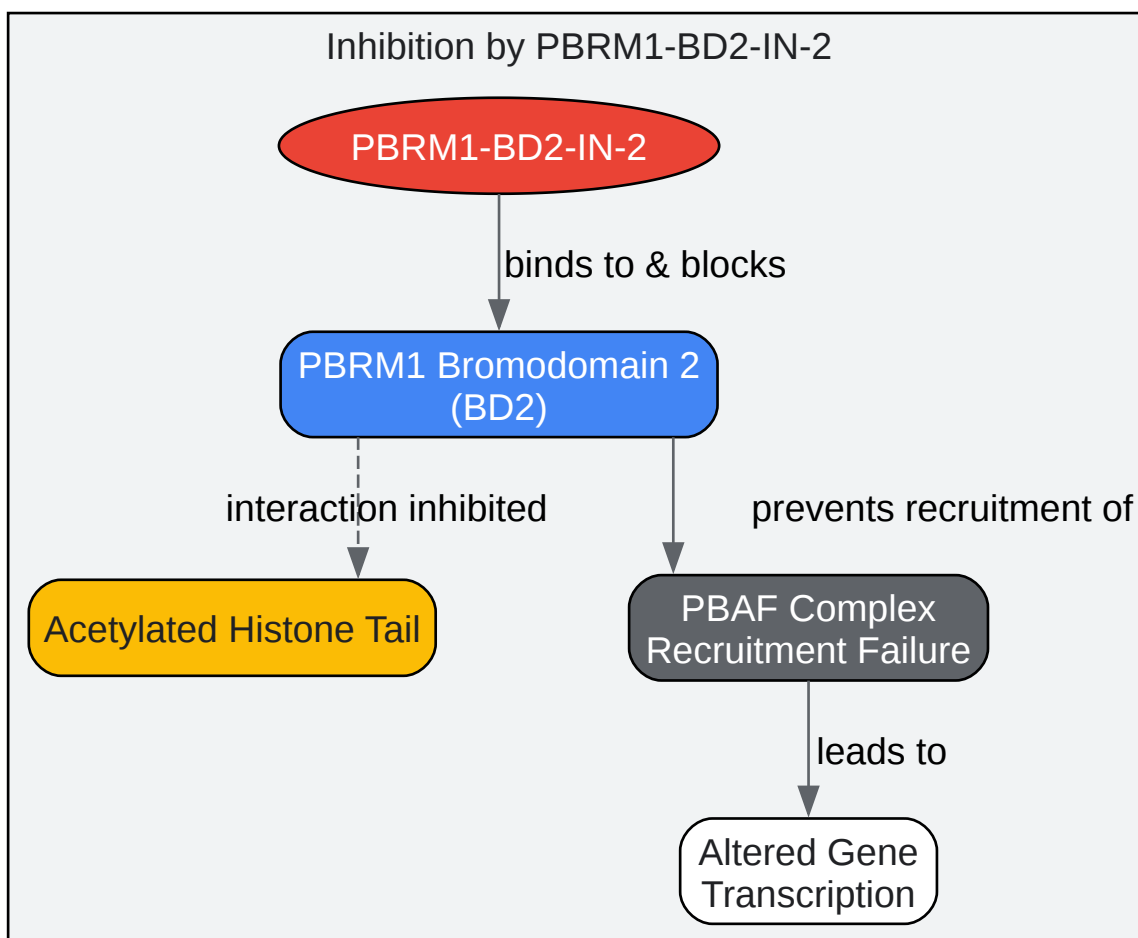 Inhibition by PBRM1-BD2-IN-2
PBRM1-BD2-IN-2
binds to & blocks
PBRM1 Bromodomain 2
(BD2)
interaction inhibited
prevents recruitment of
Acetylated Histone Tail
PBAF Complex
Recruitment Failure
leads to
Altered Gene
Transcription